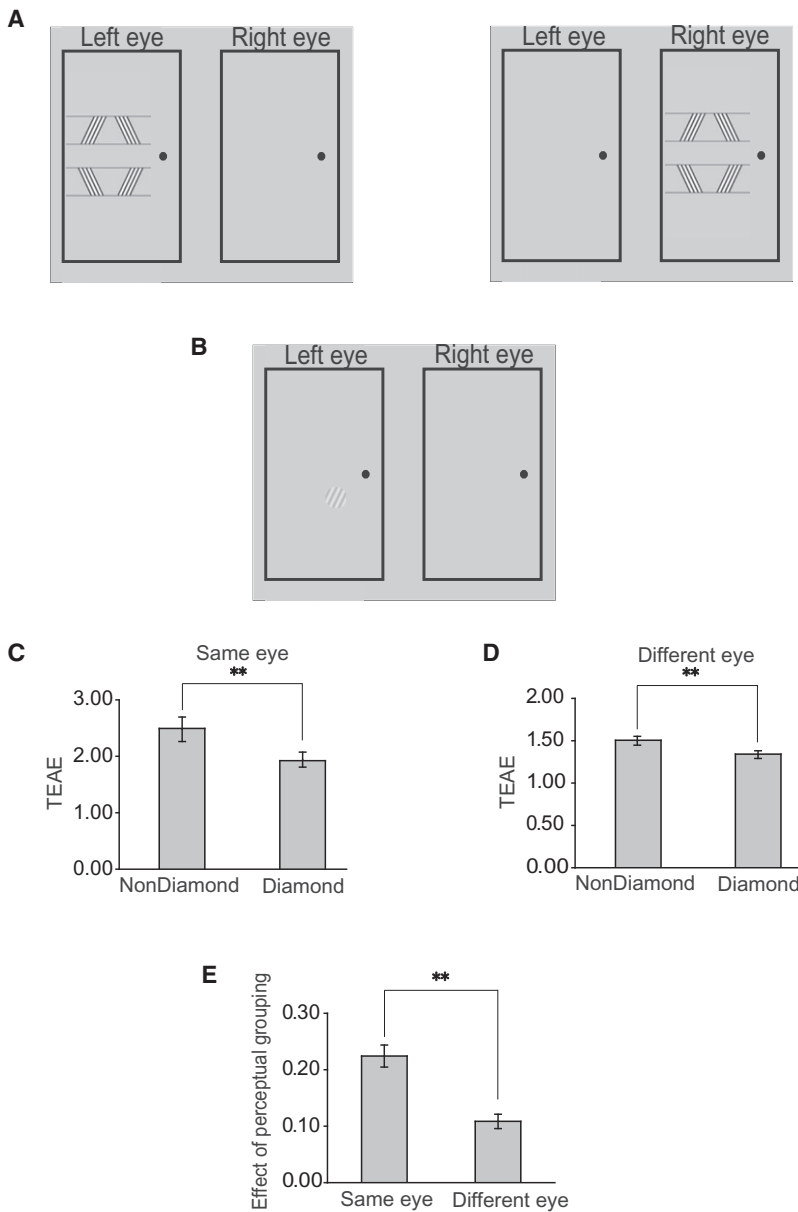 A
Left eye Right eye
Left eye Right eye
B
Left eye Right eye
C
Same eye
**
3.00
2.00
1.00
0.00
TEAE
NonDiamond Diamond
D
Different eye
**
2.00
1.50
1.00
0.50
0.00
TEAE
NonDiamond Diamond
E
**
0.30
0.20
0.10
0.00
Effect of perceptual grouping
Same eye Different eye